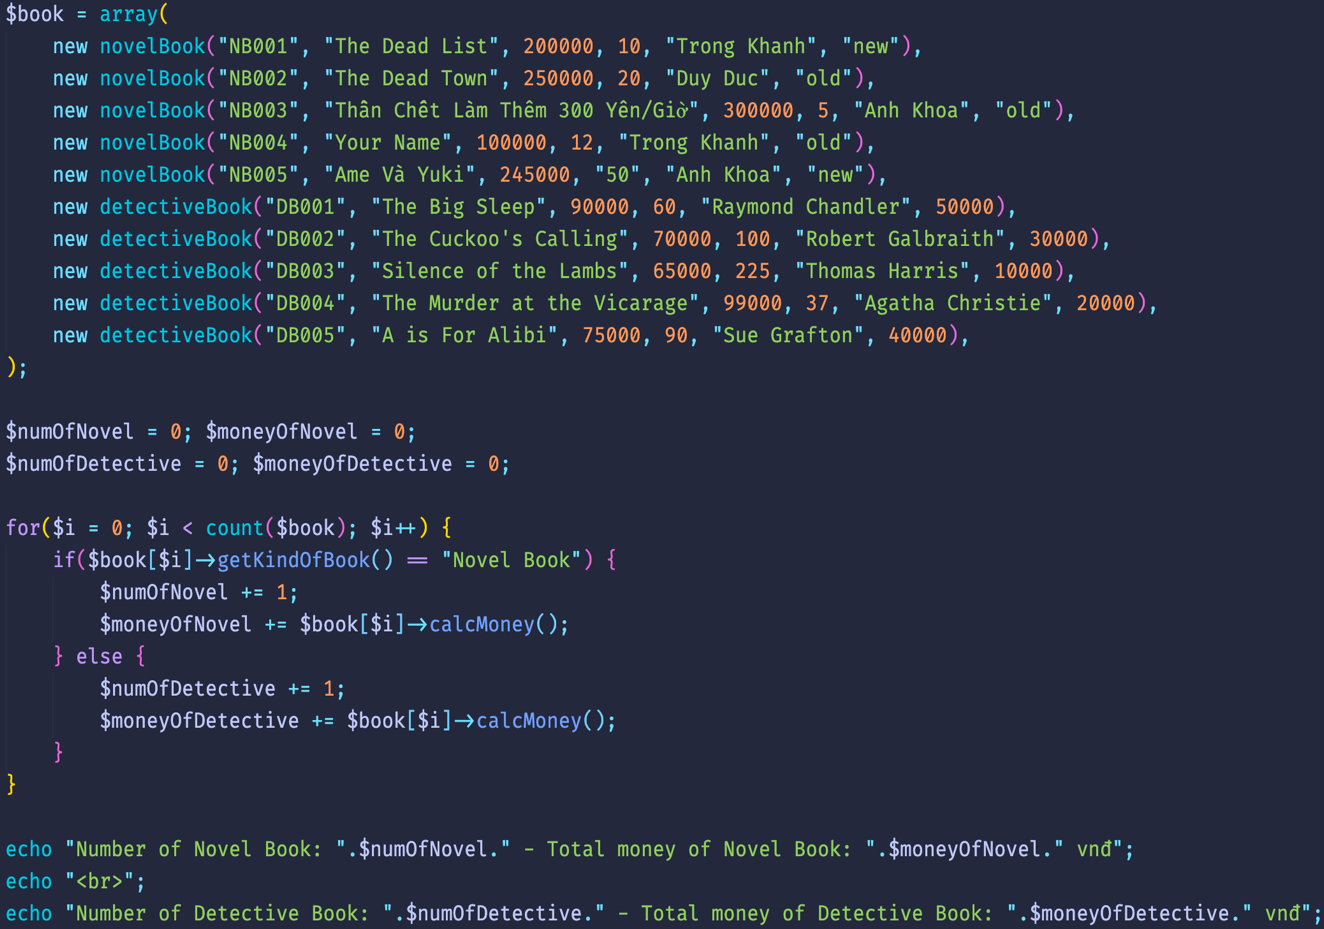 $book = array(
    new novelBook("NB001", "The Dead List", 200000, 10, "Trong Khanh", "new"),
    new novelBook("NB002", "The Dead Town", 250000, 20, "Duy Duc", "old"),
    new novelBook("NB003", "Thần Chết Làm Thêm 300 Yên/Giờ", 300000, 5, "Anh Khoa", "old"),
    new novelBook("NB004", "Your Name", 100000, 12, "Trong Khanh", "old"),
    new novelBook("NB005", "Ame Và Yuki", 245000, "50", "Anh Khoa", "new"),
    new detectiveBook("DB001", "The Big Sleep", 90000, 60, "Raymond Chandler", 50000),
    new detectiveBook("DB002", "The Cuckoo's Calling", 70000, 100, "Robert Galbraith", 30000),
    new detectiveBook("DB003", "Silence of the Lambs", 65000, 225, "Thomas Harris", 10000),
    new detectiveBook("DB004", "The Murder at the Vicarage", 99000, 37, "Agatha Christie", 20000),
    new detectiveBook("DB005", "A is For Alibi", 75000, 90, "Sue Grafton", 40000),
);
$numOfNovel = 0; $moneyOfNovel = 0;
$numOfDetective = 0; $moneyOfDetective = 0;
for($i = 0; $i < count($book); $i++) {
    if($book[$i]->getKindOfBook() == "Novel Book") {
        $numOfNovel += 1;
        $moneyOfNovel += $book[$i]->calcMoney();
    } else {
        $numOfDetective += 1;
        $moneyOfDetective += $book[$i]->calcMoney();
    }
}
echo "Number of Novel Book: ".$numOfNovel." - Total money of Novel Book: ".$moneyOfNovel." vnđ";
echo "<br>";
echo "Number of Detective Book: ".$numOfDetective." - Total money of Detective Book: ".$moneyOfDetective." vnđ";